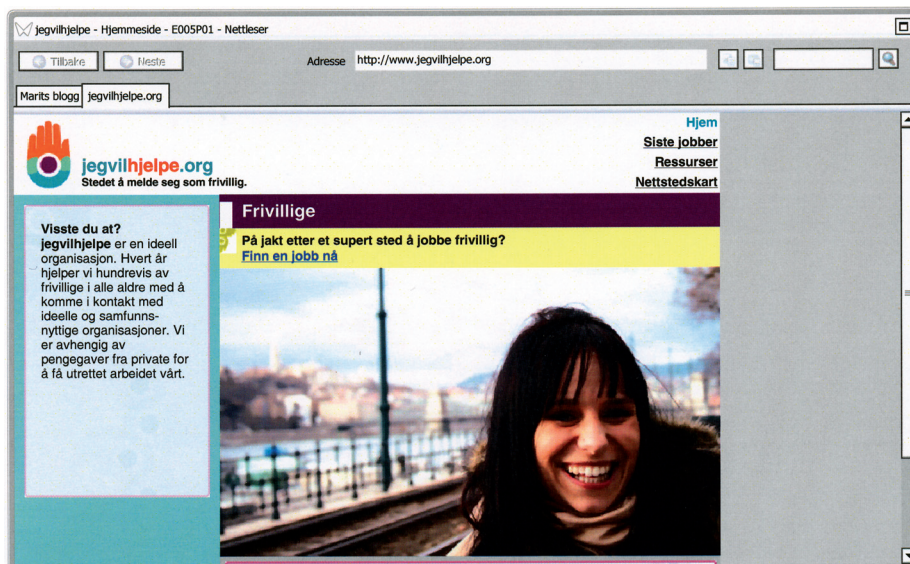 jegvilhjelpe - Hjemmeside - E005P01 - Nettleser
Tilbake
Neste
Adresse
http://www.jegvilhjelpe.org
Marits blogg
jegvilhjelpe.org
jegvilhjelpe.org
Stedet å melde seg som frivillig.
Hjem
Siste jobber
Ressurser
Nettstedskart
Visste du at?
jegvilhjelpe er en ideell
organisasjon. Hvert år
hjelper vi hundrevis av
frivillige i alle aldre med å
komme i kontakt med
ideelle og samfunns-
nyttige organisasjoner. Vi
er avhengig av
pengegaver fra private for
å få utrettet arbeidet vårt.
Frivillige
På jakt etter et supert sted å jobbe frivillig?
Finn en jobb nå